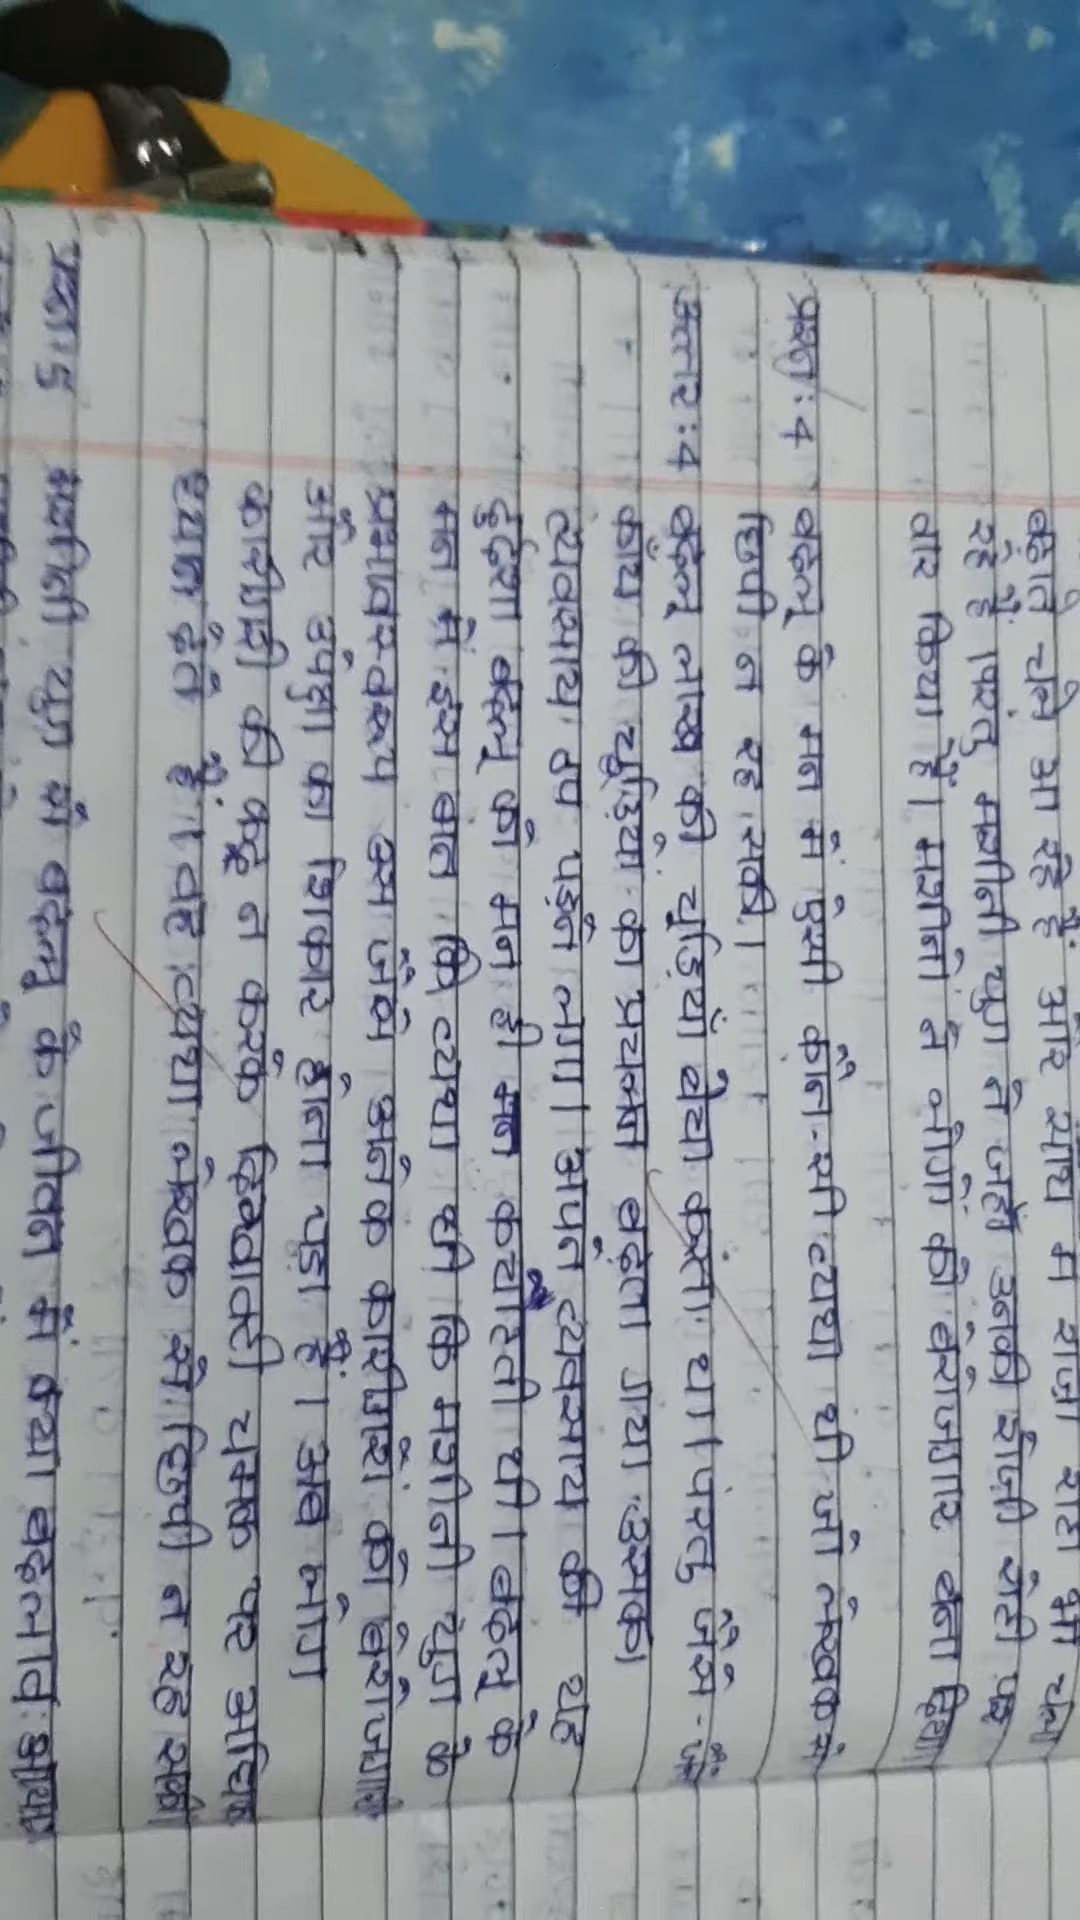 बढ़ाते चले आ रहे हैं और साथ में राजा
रहे हैं। परंतु मशीनी युग ने जहाँ उनकी रोजी रोटी पर
वार किया है। मशीनों ने लोगों को बेरोजगार बना दिया
प्रश्न:4 बदलू के मन में ऐसी कौन-सी व्यथा थी जो लेखक से
छिपी न रह सकी।
उत्तर:4 बदलू लाख की चुड़ियाँ बेचा करता था। परंतु जैसे-जैसे
काँच की चूड़ियों का प्रचलन बढ़ता गया उसका
व्यवसाय ठप पड़ने लगा। अपने व्यवसाय की यह
दुर्दशा बदलू को मन ही मन कचोटती थी। बदलू के
मन में इस बात कि व्यथा थी कि मशीनी युग के
प्रभावस्वरूप उस जैसे अनेक कारीगरों को बेरोजगारी
और उपेक्षा का शिकार होना पड़ा है। अब लोग
कारीगरी की कद्र न करके दिखावटी चमक पर अधिक
ध्यान देते हैं। वह व्यथा लेखक से छिपी न रह सकी
प्रश्न 5 मशीनी युग से बदलू के जीवन में क्या बदलाव आया